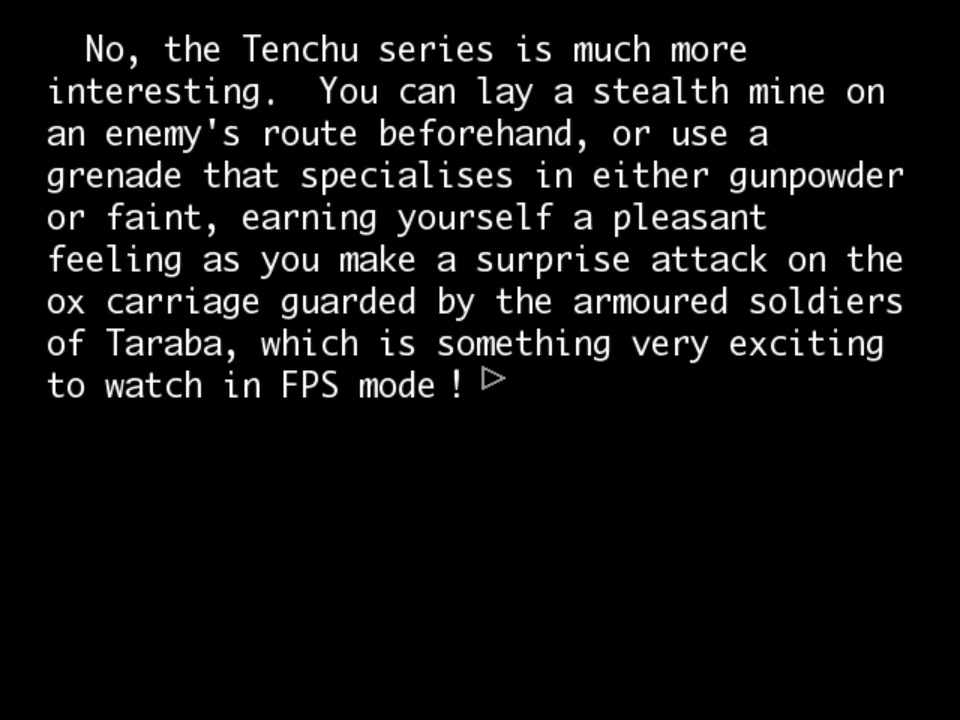 No, the Tenchu series is much more
interesting.  You can lay a stealth mine on
an enemy's route beforehand, or use a
grenade that specialises in either gunpowder
or faint, earning yourself a pleasant
feeling as you make a surprise attack on the
ox carriage guarded by the armoured soldiers
of Taraba, which is something very exciting
to watch in FPS mode！